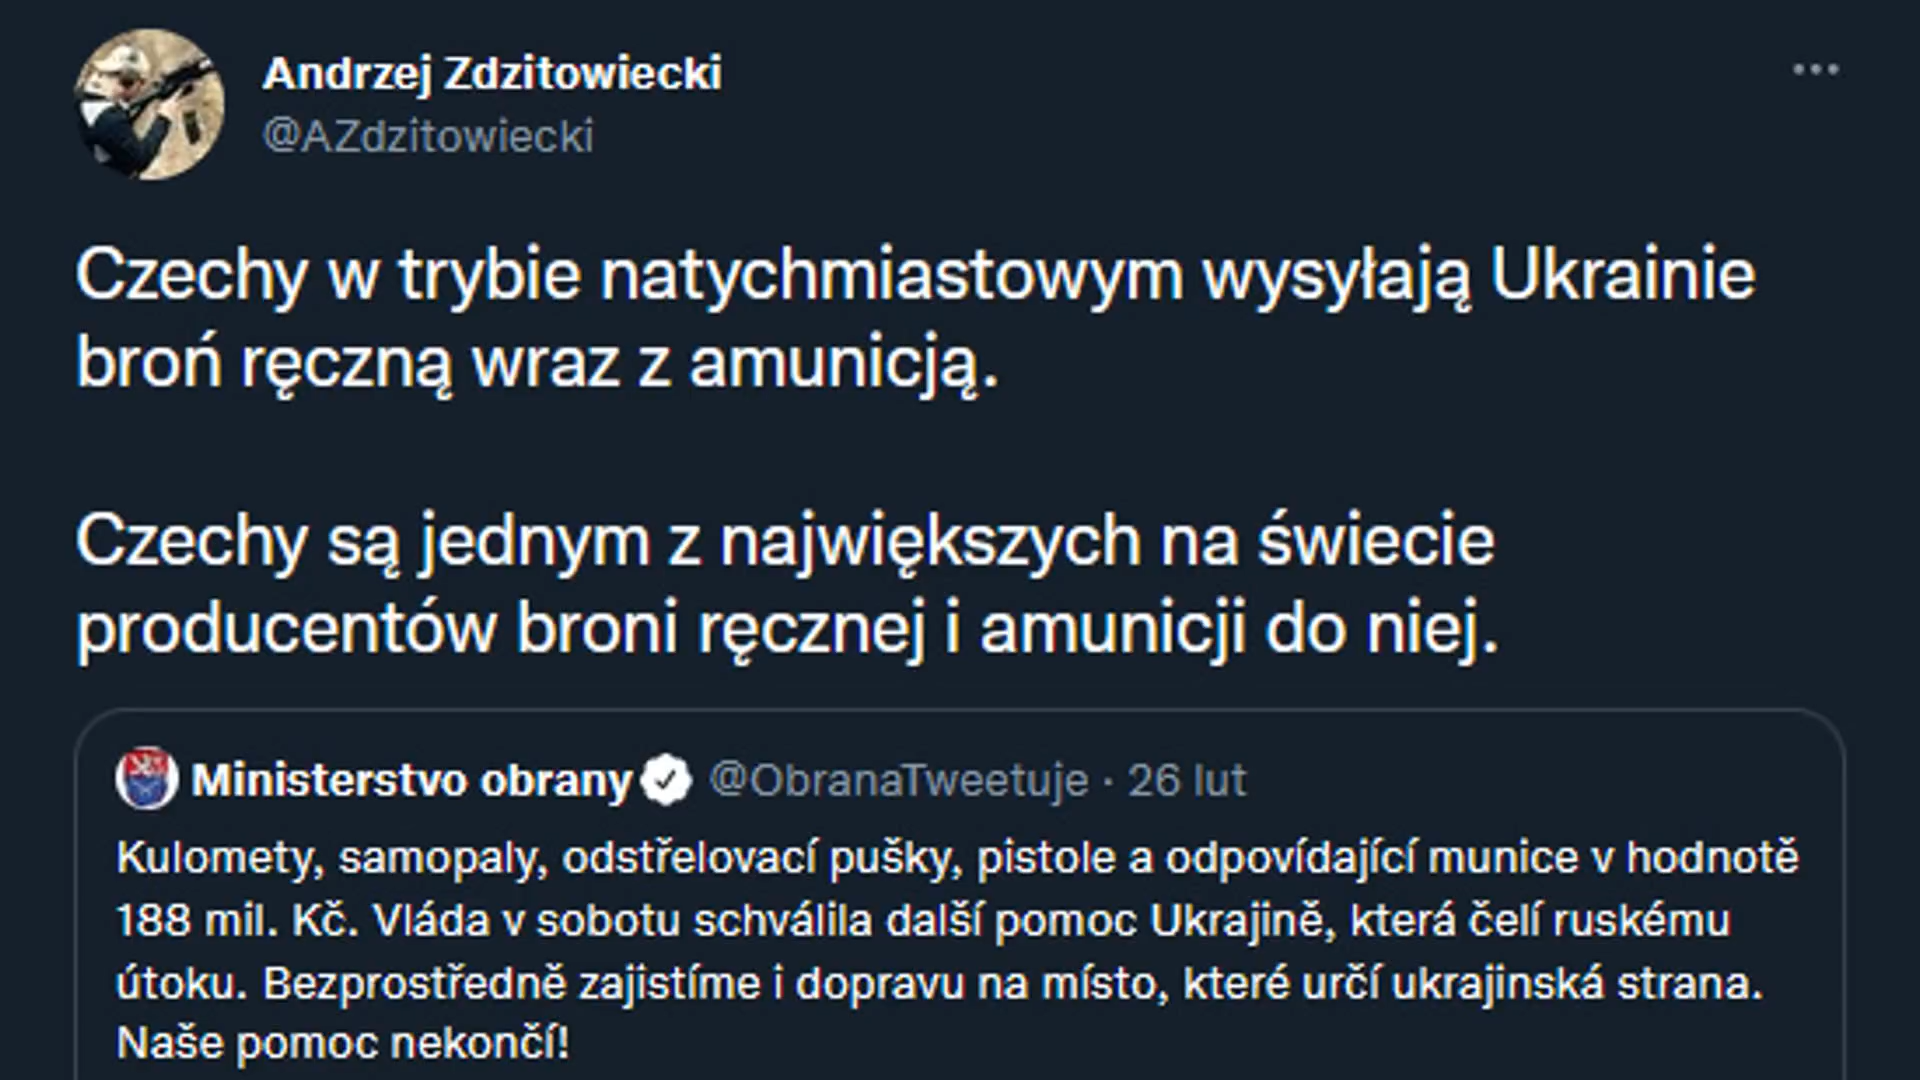 Andrzej Zdzitowiecki
@AZdzitowiecki
Czechy w trybie natychmiastowym wysyłają Ukrainie
broń ręczną wraz z amunicją.
Czechy są jednym z największych na świecie
producentów broni ręcznej i amunicji do niej.
Ministerstvo obrany @ObranaTweetuje · 26 lut
Kulomety, samopaly, odstřelovací pušky, pistole a odpovídající munice v hodnotě
188 mil. Kč. Vláda v sobotu schválila další pomoc Ukrajině, která čelí ruskému
útoku. Bezprostředně zajistíme i dopravu na místo, které určí ukrajinská strana.
Naše pomoc nekončí!